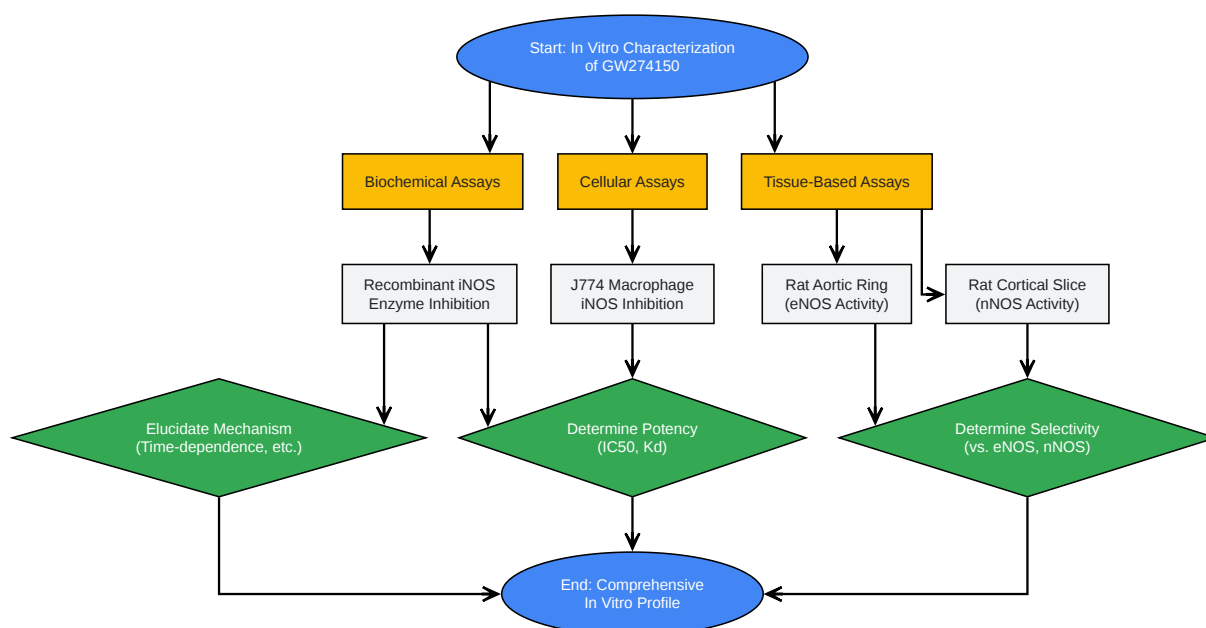 Start: In Vitro Characterization
of GW274150
Biochemical Assays
Cellular Assays
Tissue-Based Assays
Recombinant iNOS
Enzyme Inhibition
J774 Macrophage
iNOS Inhibition
Rat Aortic Ring
(eNOS Activity)
Rat Cortical Slice
(nNOS Activity)
Elucidate Mechanism
(Time-dependence, etc.)
Determine Potency
(IC50, Kd)
Determine Selectivity
(vs. eNOS, nNOS)
End: Comprehensive
In Vitro Profile